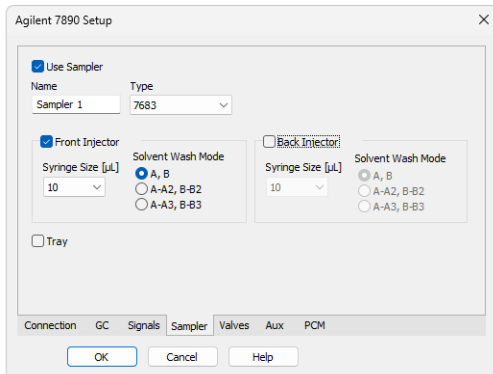 Agilent 7890 Setup
Use Sampler
Name
Type
Sampler 1
7683
Front Injector
Syringe Size [µL]
10
Solvent Wash Mode
A, B
A-A2, B-B2
A-A3, B-B3
Back Injector
Syringe Size [µL]
10
Solvent Wash Mode
A, B
A-A2, B-B2
A-A3, B-B3
Tray
Connection GC Signals Sampler Valves Aux PCM
OK Cancel Help